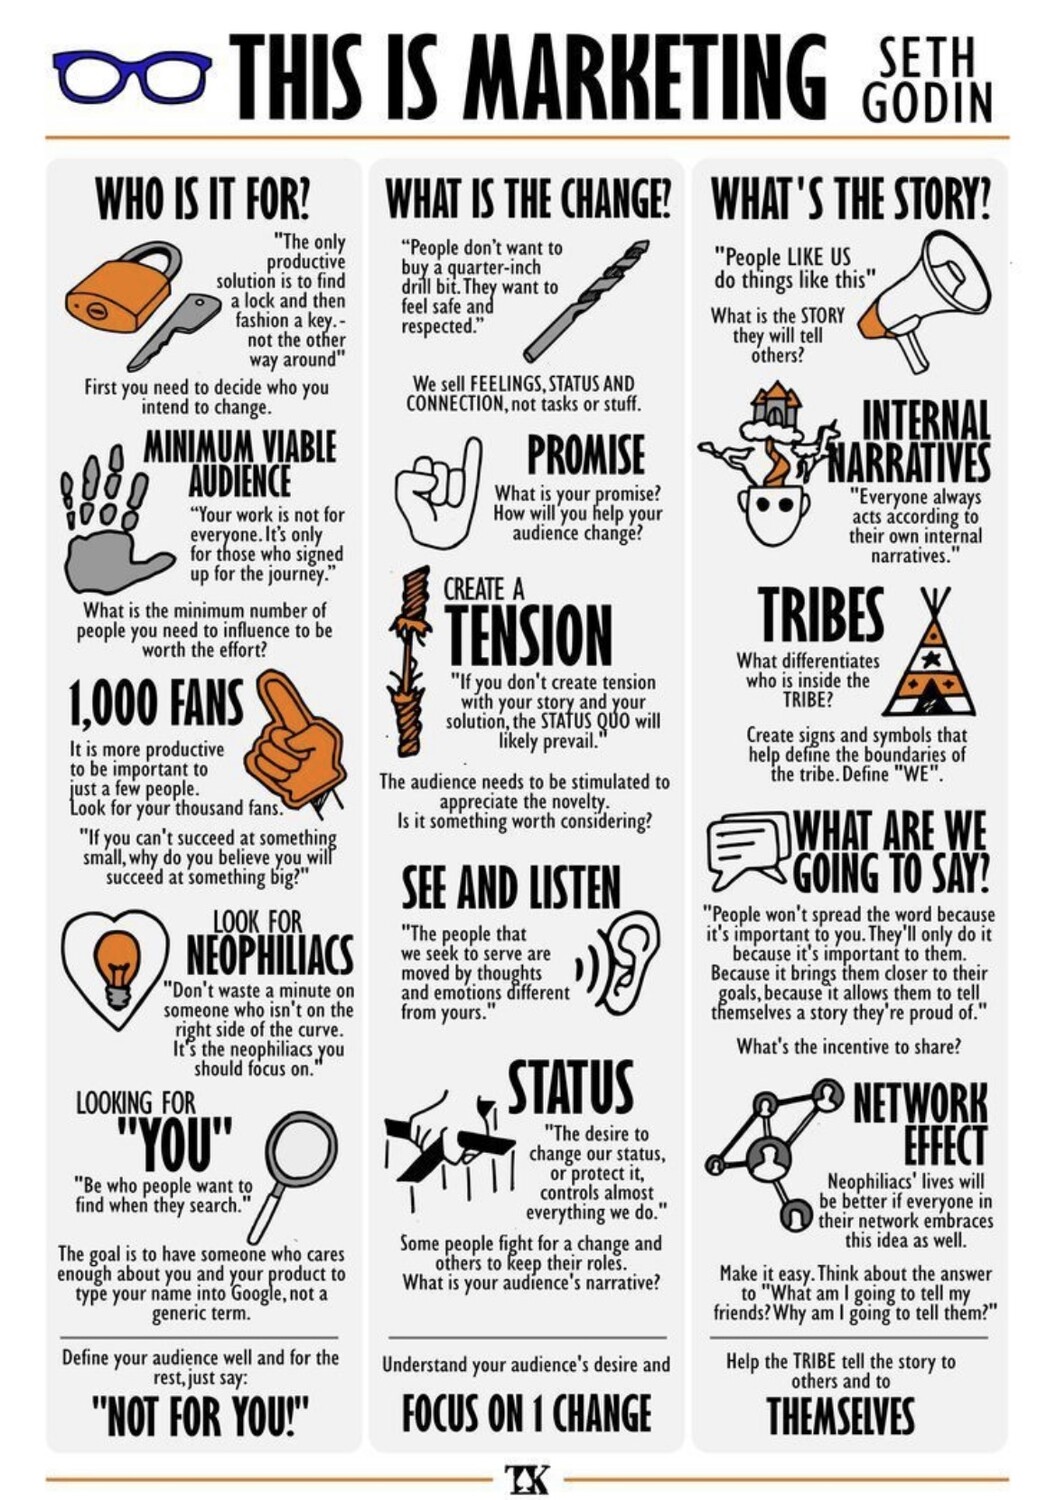 THIS IS MARKETING
SETH
GODIN
WHO IS IT FOR?
"The only
productive
solution is to find
a lock and then
fashion a key.-
not the other
way around"
First you need to decide who you
intend to change.
MINIMUM VIABLE
AUDIENCE
“Your work is not for
everyone. It's only
for those who signed
up for the journey.”
What is the minimum number of
people you need to influence to be
worth the effort?
1,000 FANS
It is more productive
to be important to
just a few people.
Look for your thousand fans.
"If you can't succeed at something
small, why do you believe you will
succeed at something big?"
LOOK FOR
NEOPHILIACS
"Don't waste a minute on
someone who isn't on the
right side of the curve.
It's the neophiliacs you
should focus on."
LOOKING FOR
"YOU"
"Be who people want to
find when they search."
The goal is to have someone who cares
enough about you and your product to
type your name into Google, not a
generic term.
Define your audience well and for the
rest, just say:
"NOT FOR YOU!"
WHAT IS THE CHANGE?
“People don't want to
buy a quarter-inch
drill bit. They want to
feel safe and
respected.”
We sell FEELINGS, STATUS AND
CONNECTION, not tasks or stuff.
PROMISE
What is your promise?
How will you help your
audience change?
CREATE A
TENSION
"If you don't create tension
with your story and your
solution, the STATUS QUO will
likely prevail."
The audience needs to be stimulated to
appreciate the novelty.
Is it something worth considering?
SEE AND LISTEN
"The people that
we seek to serve are
moved by thoughts
and emotions different
from yours."
STATUS
"The desire to
change our status,
or protect it,
controls almost
everything we do."
Some people fight for a change and
others to keep their roles.
What is your audience's narrative?
Understand your audience's desire and
FOCUS ON 1 CHANGE
WHAT'S THE STORY?
"People LIKE US
do things like this"
What is the STORY
they will tell
others?
INTERNAL
NARRATIVES
"Everyone always
acts according to
their own internal
narratives."
TRIBES
What differentiates
who is inside the
TRIBE?
Create signs and symbols that
help define the boundaries of
the tribe. Define "WE".
WHAT ARE WE
GOING TO SAY?
"People won't spread the word because
it's important to you. They'll only do it
because it's important to them.
Because it brings them closer to their
goals, because it allows them to tell
themselves a story they're proud of."
What's the incentive to share?
NETWORK
EFFECT
Neophiliacs' lives will
be better if everyone in
their network embraces
this idea as well.
Make it easy. Think about the answer
to "What am I going to tell my
friends? Why am I going to tell them?"
Help the TRIBE tell the story to
others and to
THEMSELVES
TK